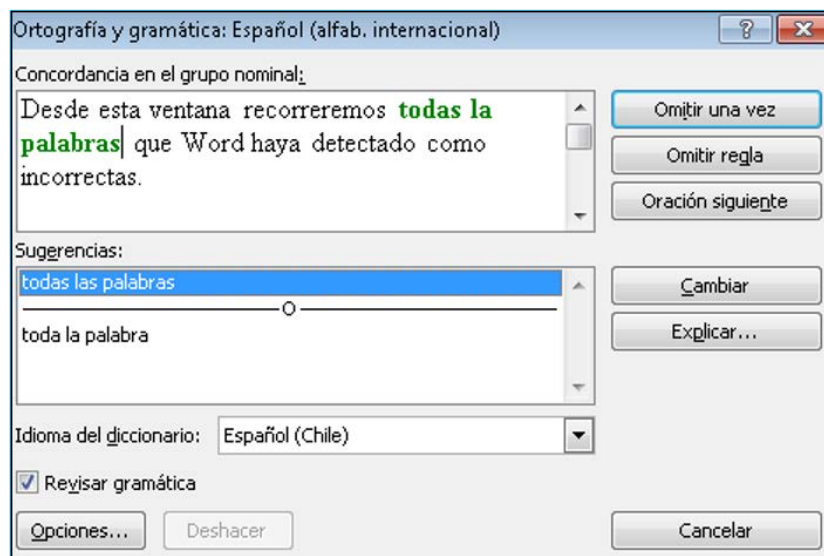 Ortografía y gramática: Español (alfab. internacional)
Concordancia en el grupo nominal:
Desde esta ventana recorreremos todas la
palabras que Word haya detectado como
incorrectas.
Omitir una vez
Omitir regla
Oración siguiente
Sugerencias:
todas las palabras
O
toda la palabra
Cambiar
Explicar...
Idioma del diccionario: Español (Chile)
Revisar gramática
Opciones... Deshacer Cancelar